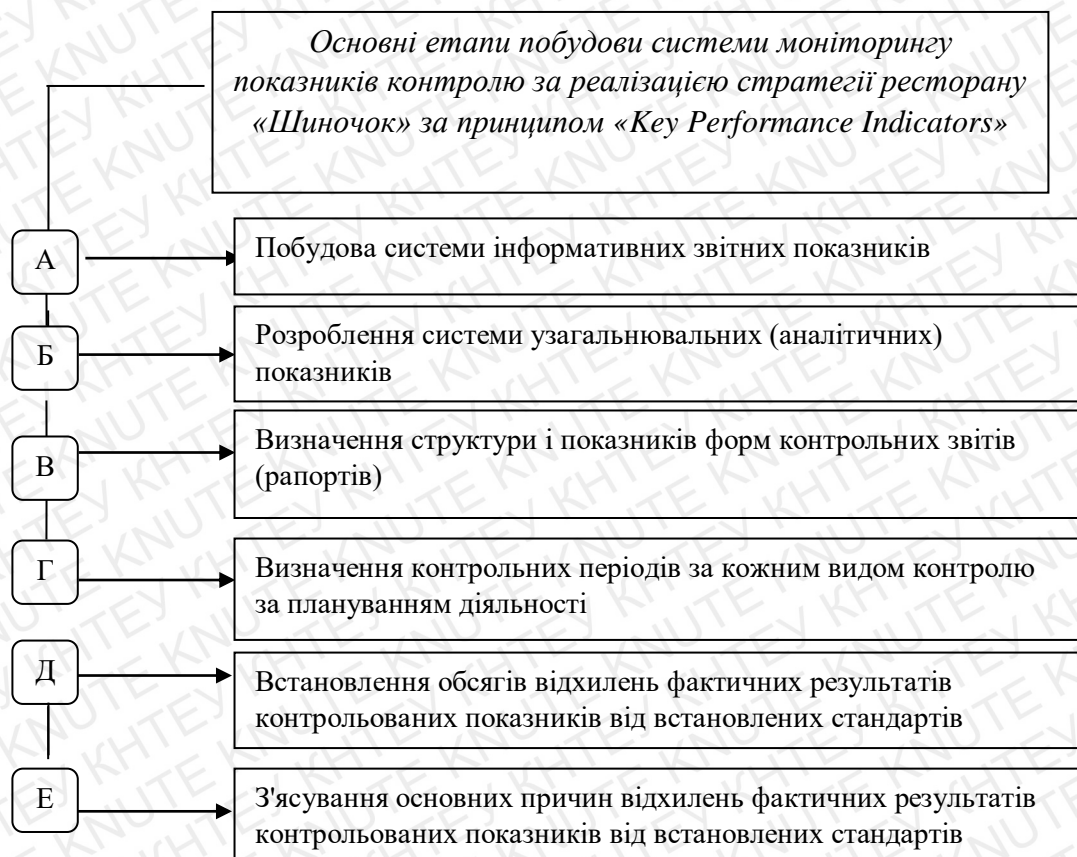 Основні етапи побудови системи моніторингу
показників контролю за реалізацією стратегії ресторану
«Шиночок» за принципом «Key Performance Indicators»
А
Побудова системи інформативних звітних показників
Б
Розроблення системи узагальнювальних (аналітичних)
показників
В
Визначення структури і показників форм контрольних звітів
(рапортів)
Г
Визначення контрольних періодів за кожним видом контролю
за плануванням діяльності
Д
Встановлення обсягів відхилень фактичних результатів
контрольованих показників від встановлених стандартів
Е
З'ясування основних причин відхилень фактичних результатів
контрольованих показників від встановлених стандартів